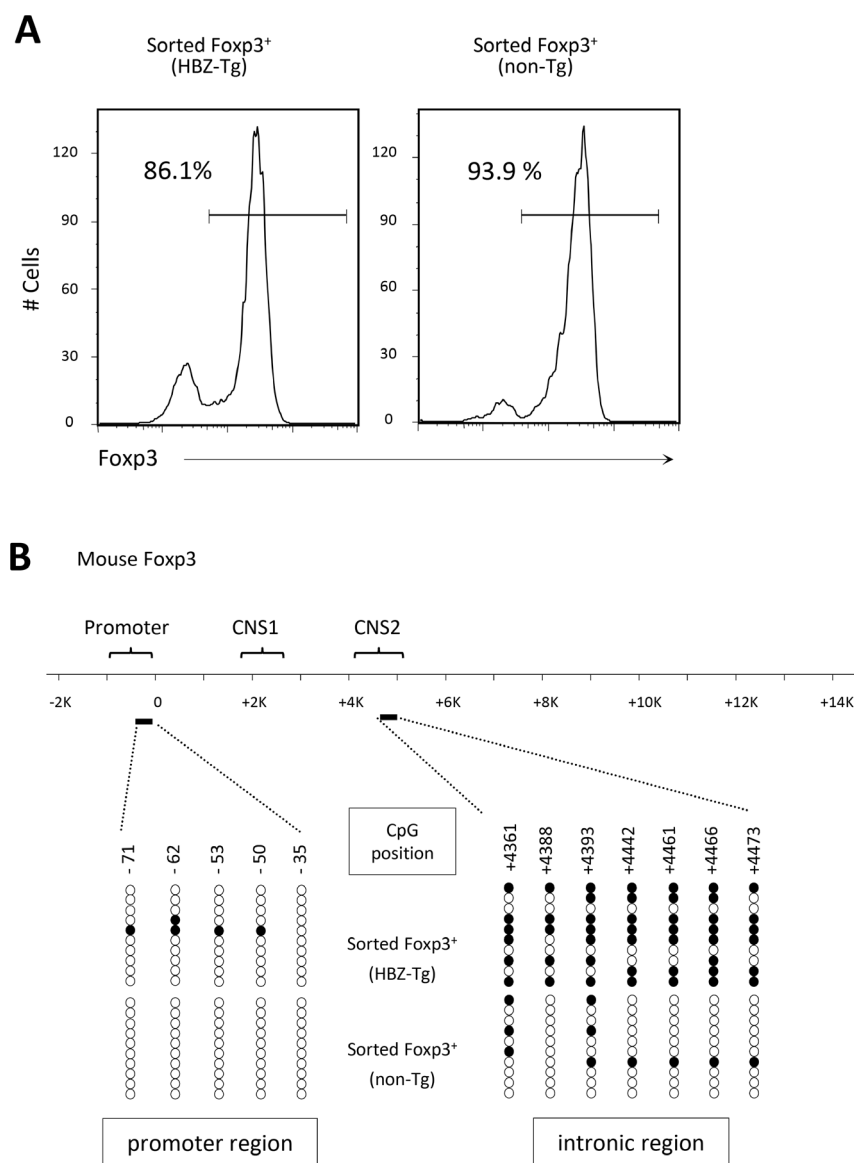 A
Sorted Foxp3⁺
(HBZ-Tg)
Sorted Foxp3⁺
(non-Tg)
# Cells
120
90
60
30
0
86.1%
120
90
60
30
0
93.9 %
Foxp3
B
Mouse Foxp3
Promoter
CNS1
CNS2
-2K
0
+2K
+4K
+6K
+8K
+10K
+12K
+14K
CpG
position
- 71
- 62
- 53
- 50
- 35
+4361
+4388
+4393
+4442
+4461
+4466
+4473
Sorted Foxp3⁺
(HBZ-Tg)
Sorted Foxp3⁺
(non-Tg)
promoter region
intronic region